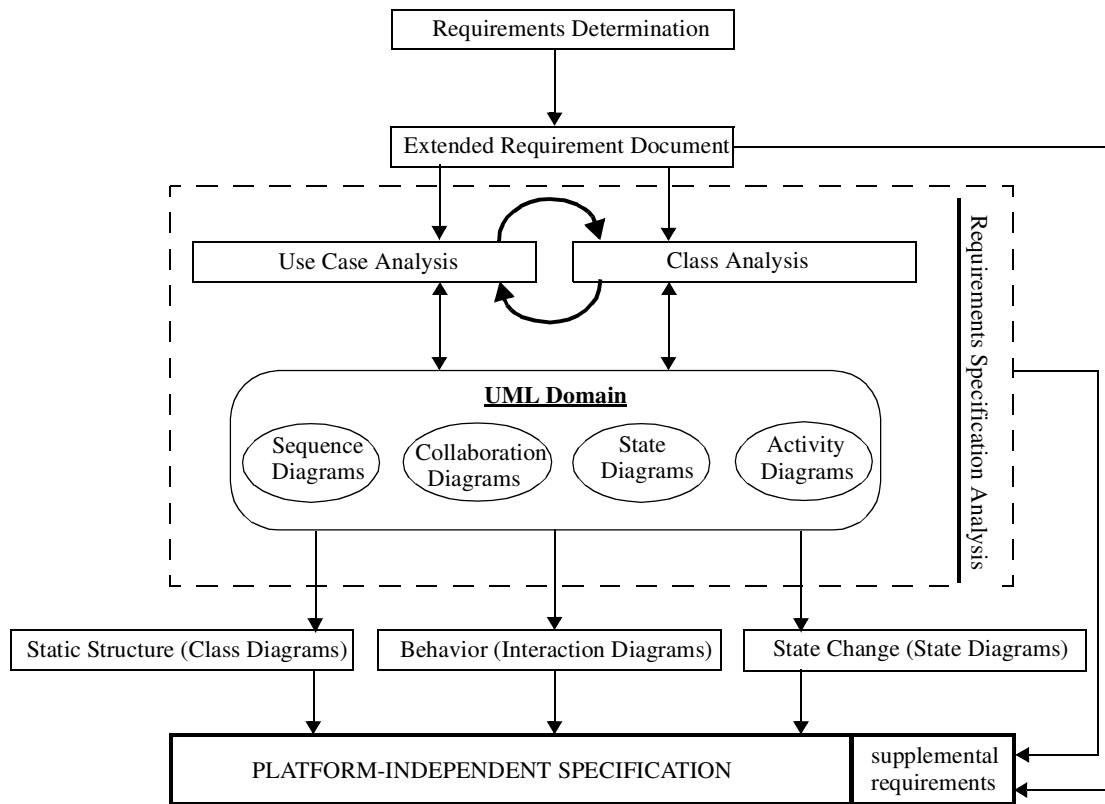 Requirements Determination
Extended Requirement Document
Use Case Analysis
Class Analysis
Requirements Specification Analysis
UML Domain
Sequence
Diagrams
Collaboration
Diagrams
State
Diagrams
Activity
Diagrams
Static Structure (Class Diagrams)
Behavior (Interaction Diagrams)
State Change (State Diagrams)
PLATFORM-INDEPENDENT SPECIFICATION
supplemental
requirements